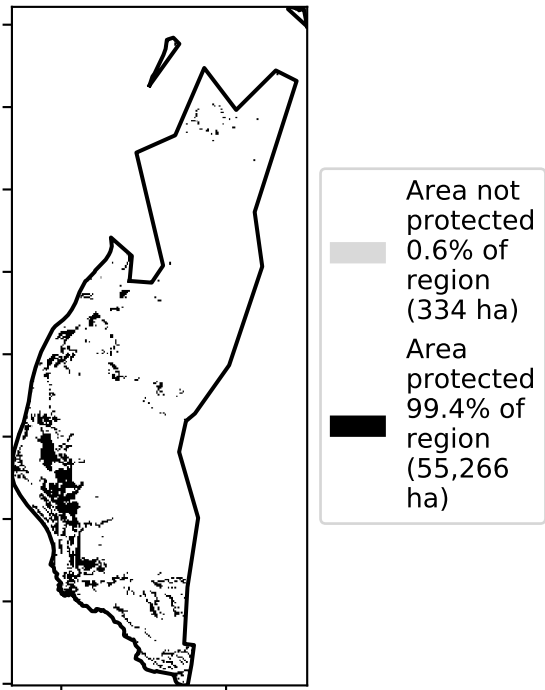 Area not
protected
0.6% of
region
(334 ha)
Area
protected
99.4% of
region
(55,266
ha)